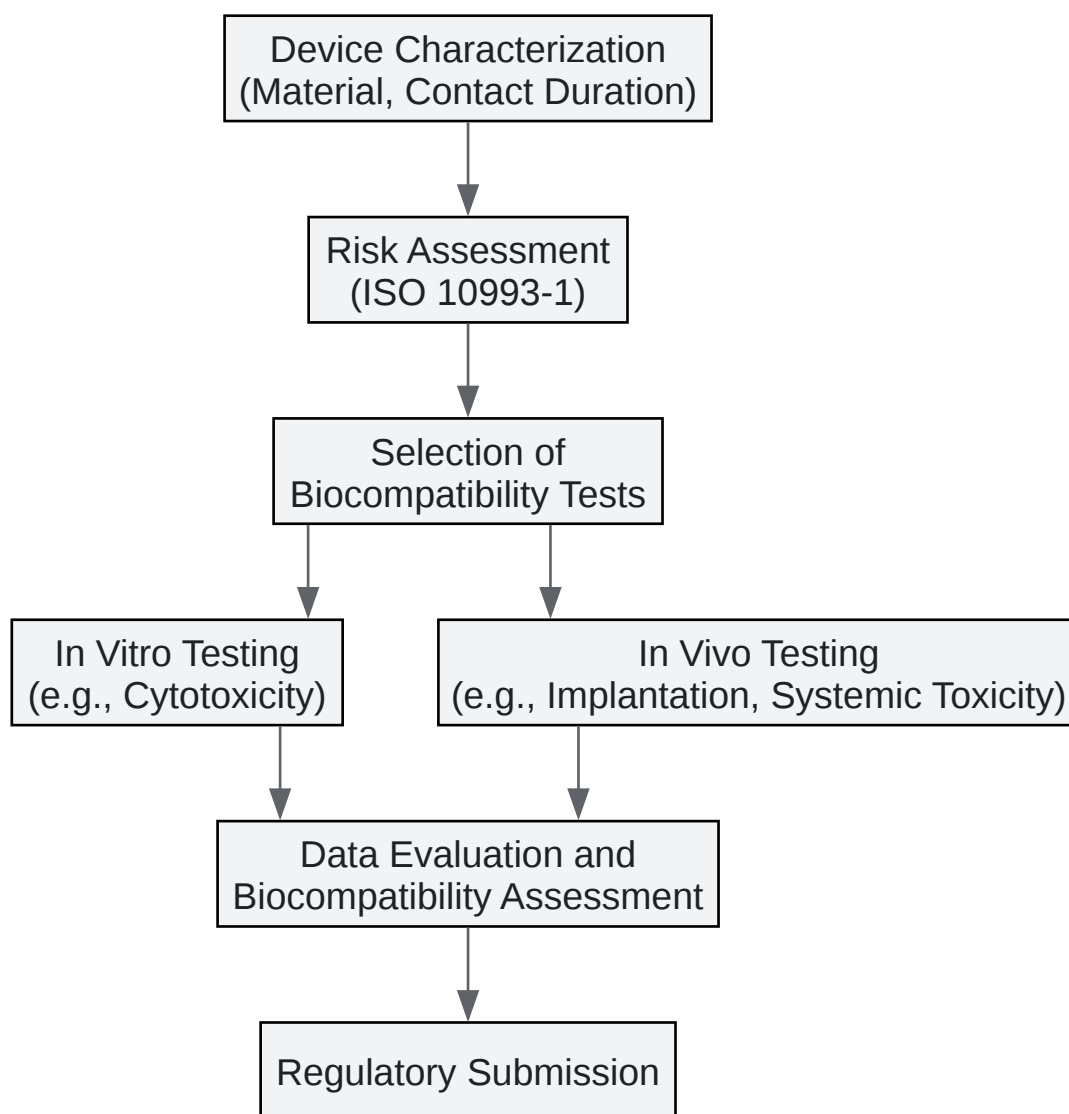 Device Characterization
(Material, Contact Duration)
Risk Assessment
(ISO 10993-1)
Selection of
Biocompatibility Tests
In Vitro Testing
(e.g., Cytotoxicity)
In Vivo Testing
(e.g., Implantation, Systemic Toxicity)
Data Evaluation and
Biocompatibility Assessment
Regulatory Submission